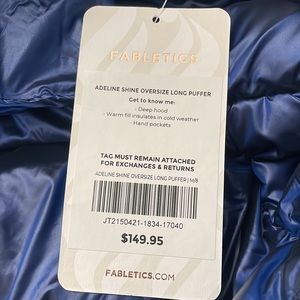 FABLETICS
ADELINE SHINE OVERSIZE LONG PUFFER
Get to know me:
- Deep hood
- Warm fill insulates in cold weather
- Hand pockets
TAG MUST REMAIN ATTACHED
FOR EXCHANGES & RETURNS
ADELINE SHINE OVERSIZE LONG PUFFER | M/8
JT2150421-1834-17040
$149.95
FABLETICS.COM